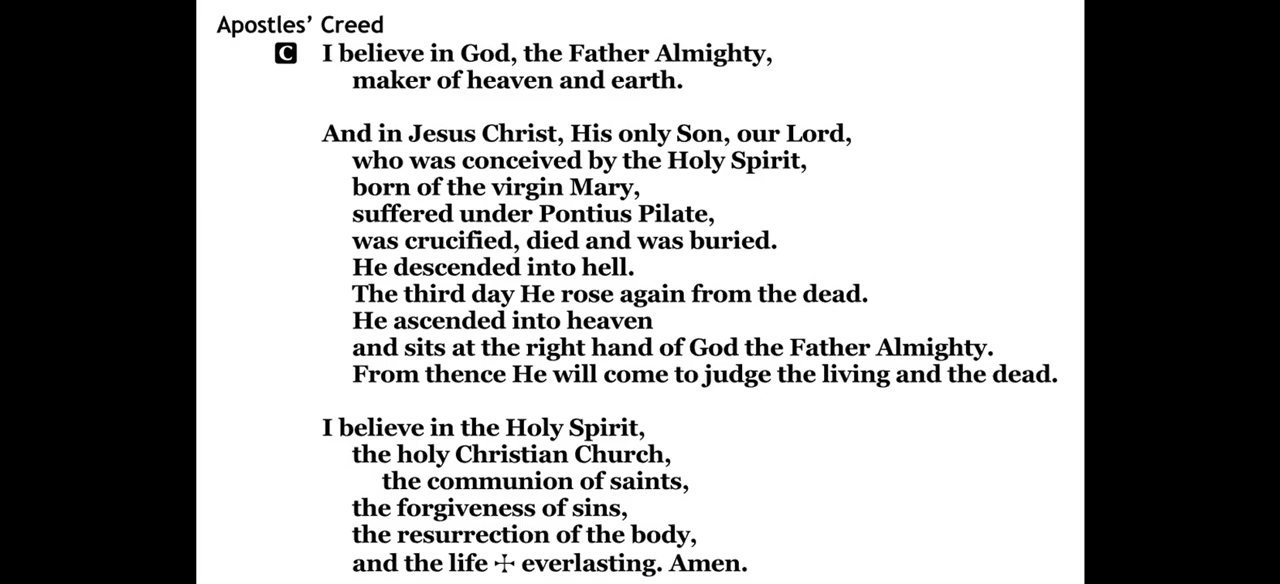 Apostles’ Creed
C I believe in God, the Father Almighty,
maker of heaven and earth.
And in Jesus Christ, His only Son, our Lord,
who was conceived by the Holy Spirit,
born of the virgin Mary,
suffered under Pontius Pilate,
was crucified, died and was buried.
He descended into hell.
The third day He rose again from the dead.
He ascended into heaven
and sits at the right hand of God the Father Almighty.
From thence He will come to judge the living and the dead.
I believe in the Holy Spirit,
the holy Christian Church,
the communion of saints,
the forgiveness of sins,
the resurrection of the body,
and the life ☩ everlasting. Amen.